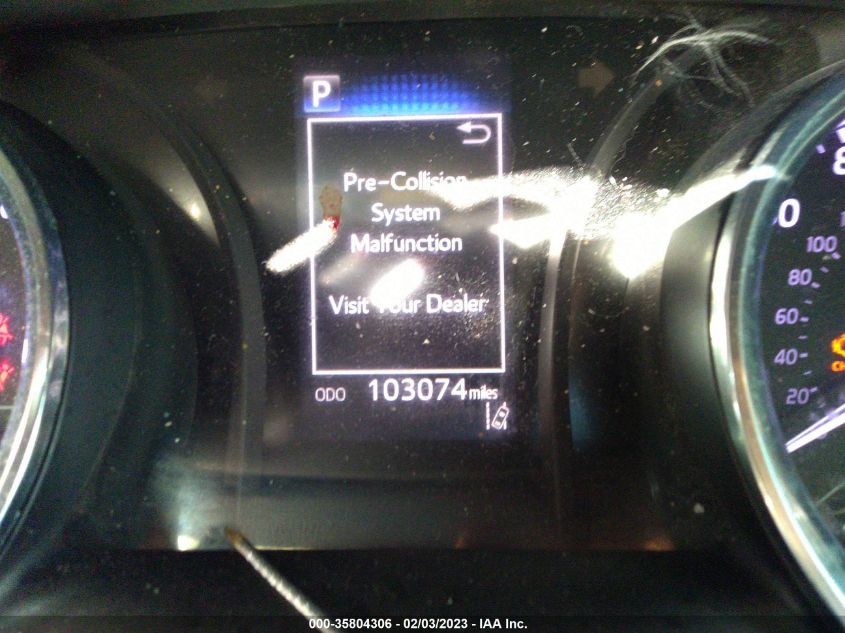 P
Pre-Collision
System
Malfunction
Visit Your Dealer
ODO 103074 miles
100
80
60
40
20
000-35804306 - 02/03/2023 - IAA Inc.